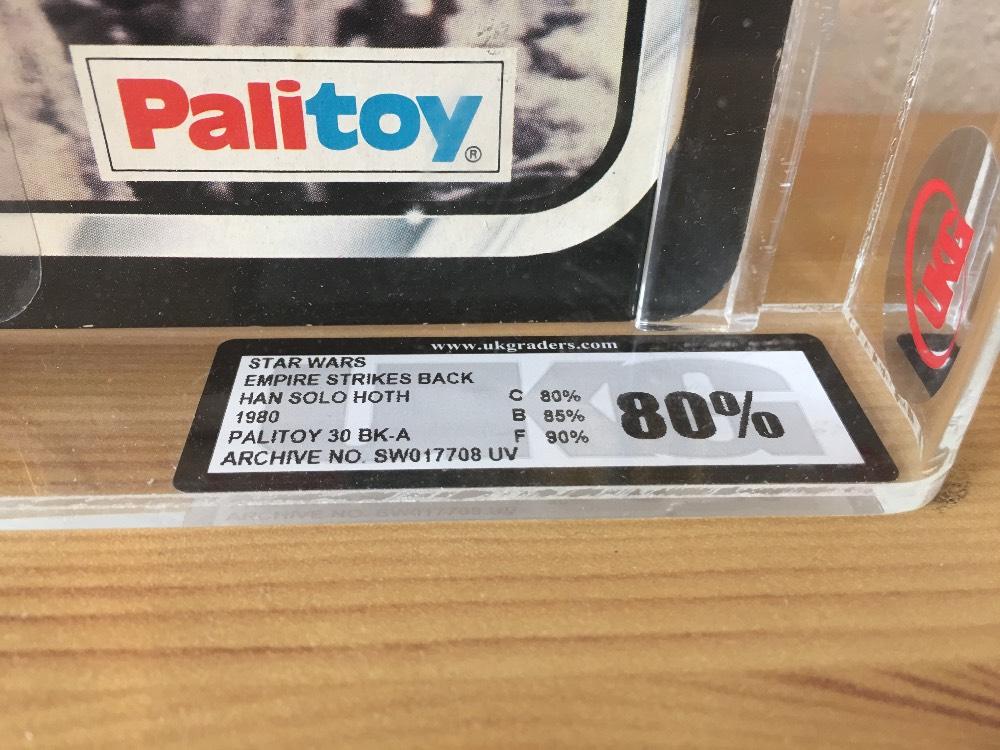 Palitoy®
UKG
www.ukgraders.com
STAR WARS
EMPIRE STRIKES BACK
HAN SOLO HOTH C 80%
1980 B 85%
PALITOY 30 BK-A F 90%
ARCHIVE NO. SW017708 UV
80%